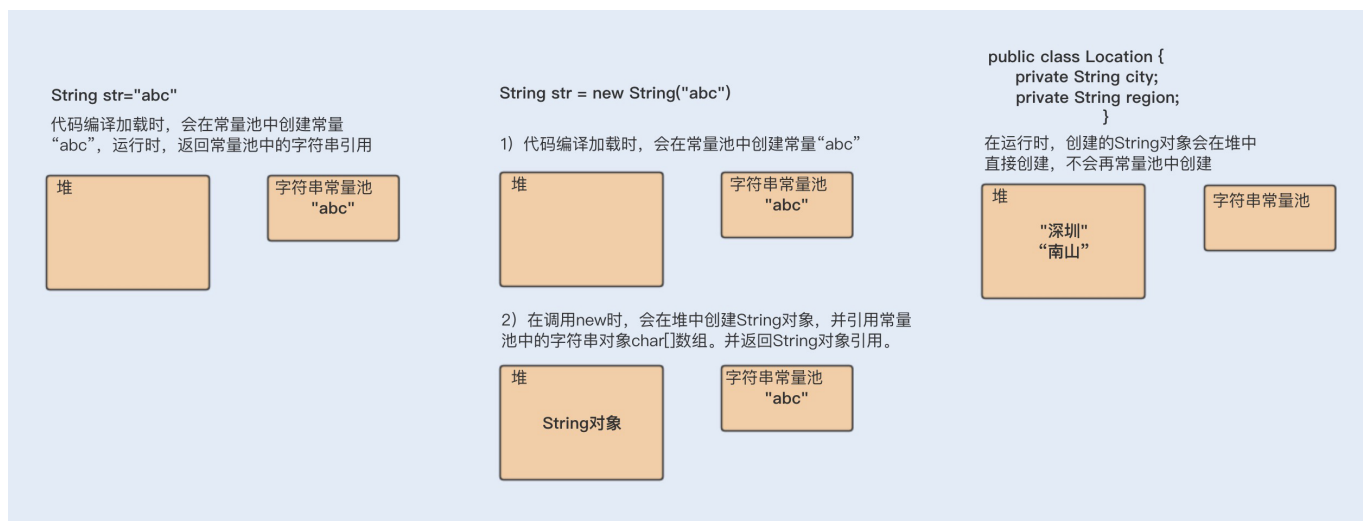 String str="abc"
代码编译加载时，会在常量池中创建常量
“abc”，运行时，返回常量池中的字符串引用
堆
字符串常量池
"abc"
String str = new String("abc")
1）代码编译加载时，会在常量池中创建常量“abc”
堆
字符串常量池
"abc"
2）在调用new时，会在堆中创建String对象，并引用常量
池中的字符串对象char[]数组。并返回String对象引用。
堆
String对象
字符串常量池
"abc"
public class Location {
private String city;
private String region;
}
在运行时，创建的String对象会在堆中
直接创建，不会再常量池中创建
堆
"深圳"
“南山”
字符串常量池